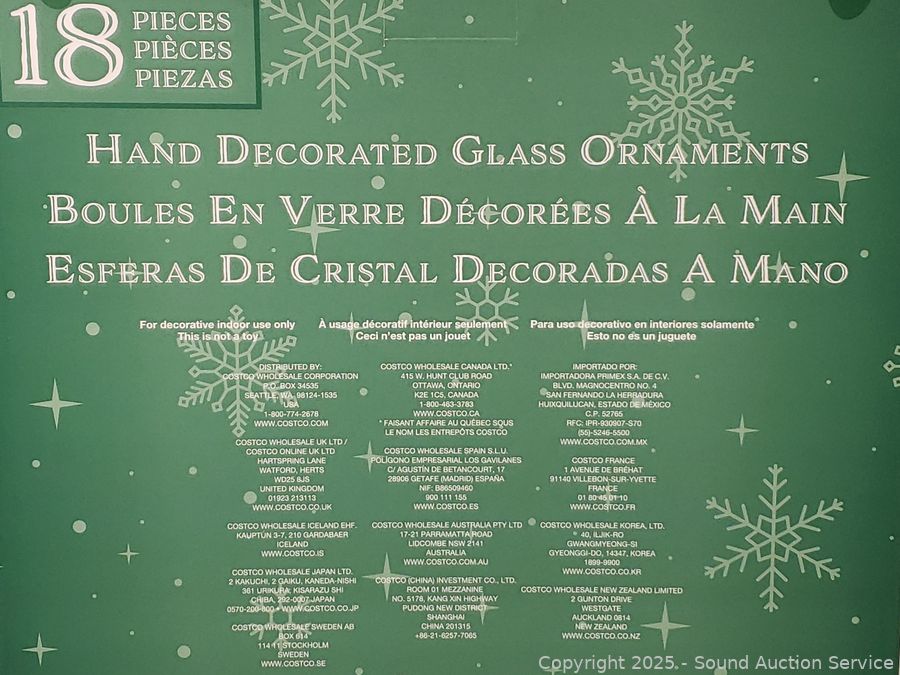 18 PIECES
PIÈCES
PIEZAS
HAND DECORATED GLASS ORNAMENTS
BOULES EN VERRE DÉCORÉES À LA MAIN
ESFERAS DE CRISTAL DECORADAS A MANO
For decorative indoor use only
This is not a toy
À usage décoratif intérieur seulement
Ceci n'est pas un jouet
Para uso decorativo en interiores solamente
Esto no es un juguete
DISTRIBUTED BY:
COSTCO WHOLESALE CORPORATION
P.O. BOX 34535
SEATTLE, WA 98124-1535
USA
1-800-774-2678
WWW.COSTCO.COM
COSTCO WHOLESALE UK LTD /
COSTCO ONLINE UK LTD
HARTSPRING LANE
WATFORD, HERTS
WD25 8JS
UNITED KINGDOM
01923 213113
WWW.COSTCO.CO.UK
COSTCO WHOLESALE ICELAND EHF.
KAUPTÚN 3-7, 210 GARDABAER
ICELAND
WWW.COSTCO.IS
COSTCO WHOLESALE JAPAN LTD.
2 KAKUCHI, 2 GAIKU, KANEDA-NISHI
361 URIKURA, KISARAZU SHI
CHIBA, 292-0007 JAPAN
0570-200-800 • WWW.COSTCO.CO.JP
COSTCO WHOLESALE SWEDEN AB
BOX 614
114 11 STOCKHOLM
SWEDEN
WWW.COSTCO.SE
COSTCO WHOLESALE CANADA LTD.*
415 W. HUNT CLUB ROAD
OTTAWA, ONTARIO
K2E 1C5, CANADA
1-800-463-3783
WWW.COSTCO.CA
* FAISANT AFFAIRE AU QUÉBEC SOUS
LE NOM LES ENTREPÔTS COSTCO
COSTCO WHOLESALE SPAIN S.L.U.
POLÍGONO EMPRESARIAL LOS GAVILANES
C/ AGUSTÍN DE BETANCOURT, 17
28906 GETAFE (MADRID) ESPAÑA
NIF: B86509460
900 111 155
WWW.COSTCO.ES
COSTCO WHOLESALE AUSTRALIA PTY LTD
17-21 PARRAMATTA ROAD
LIDCOMBE NSW 2141
AUSTRALIA
WWW.COSTCO.COM.AU
COSTCO (CHINA) INVESTMENT CO., LTD.
ROOM 01 MEZZANINE
NO. 5178, KANG XIN HIGHWAY
PUDONG NEW DISTRICT
SHANGHAI
CHINA 201315
+86-21-6257-7065
IMPORTADO POR:
IMPORTADORA PRIMEX S.A. DE C.V.
BLVD. MAGNOCENTRO NO. 4
SAN FERNANDO LA HERRADURA
HUIXQUILUCAN, ESTADO DE MÉXICO
C.P. 52765
RFC: IPR-930907-S70
(55)-5246-5500
WWW.COSTCO.COM.MX
COSTCO FRANCE
1 AVENUE DE BRÉHAT
91140 VILLEBON-SUR-YVETTE
FRANCE
01 80 45 01 10
WWW.COSTCO.FR
COSTCO WHOLESALE KOREA, LTD.
40, ILJIK-RO
GWANGMYEONG-SI
GYEONGGI-DO, 14347, KOREA
1899-9900
WWW.COSTCO.CO.KR
COSTCO WHOLESALE NEW ZEALAND LIMITED
2 GUNTON DRIVE
WESTGATE
AUCKLAND 0814
NEW ZEALAND
WWW.COSTCO.CO.NZ
Copyright 2025 - Sound Auction Service